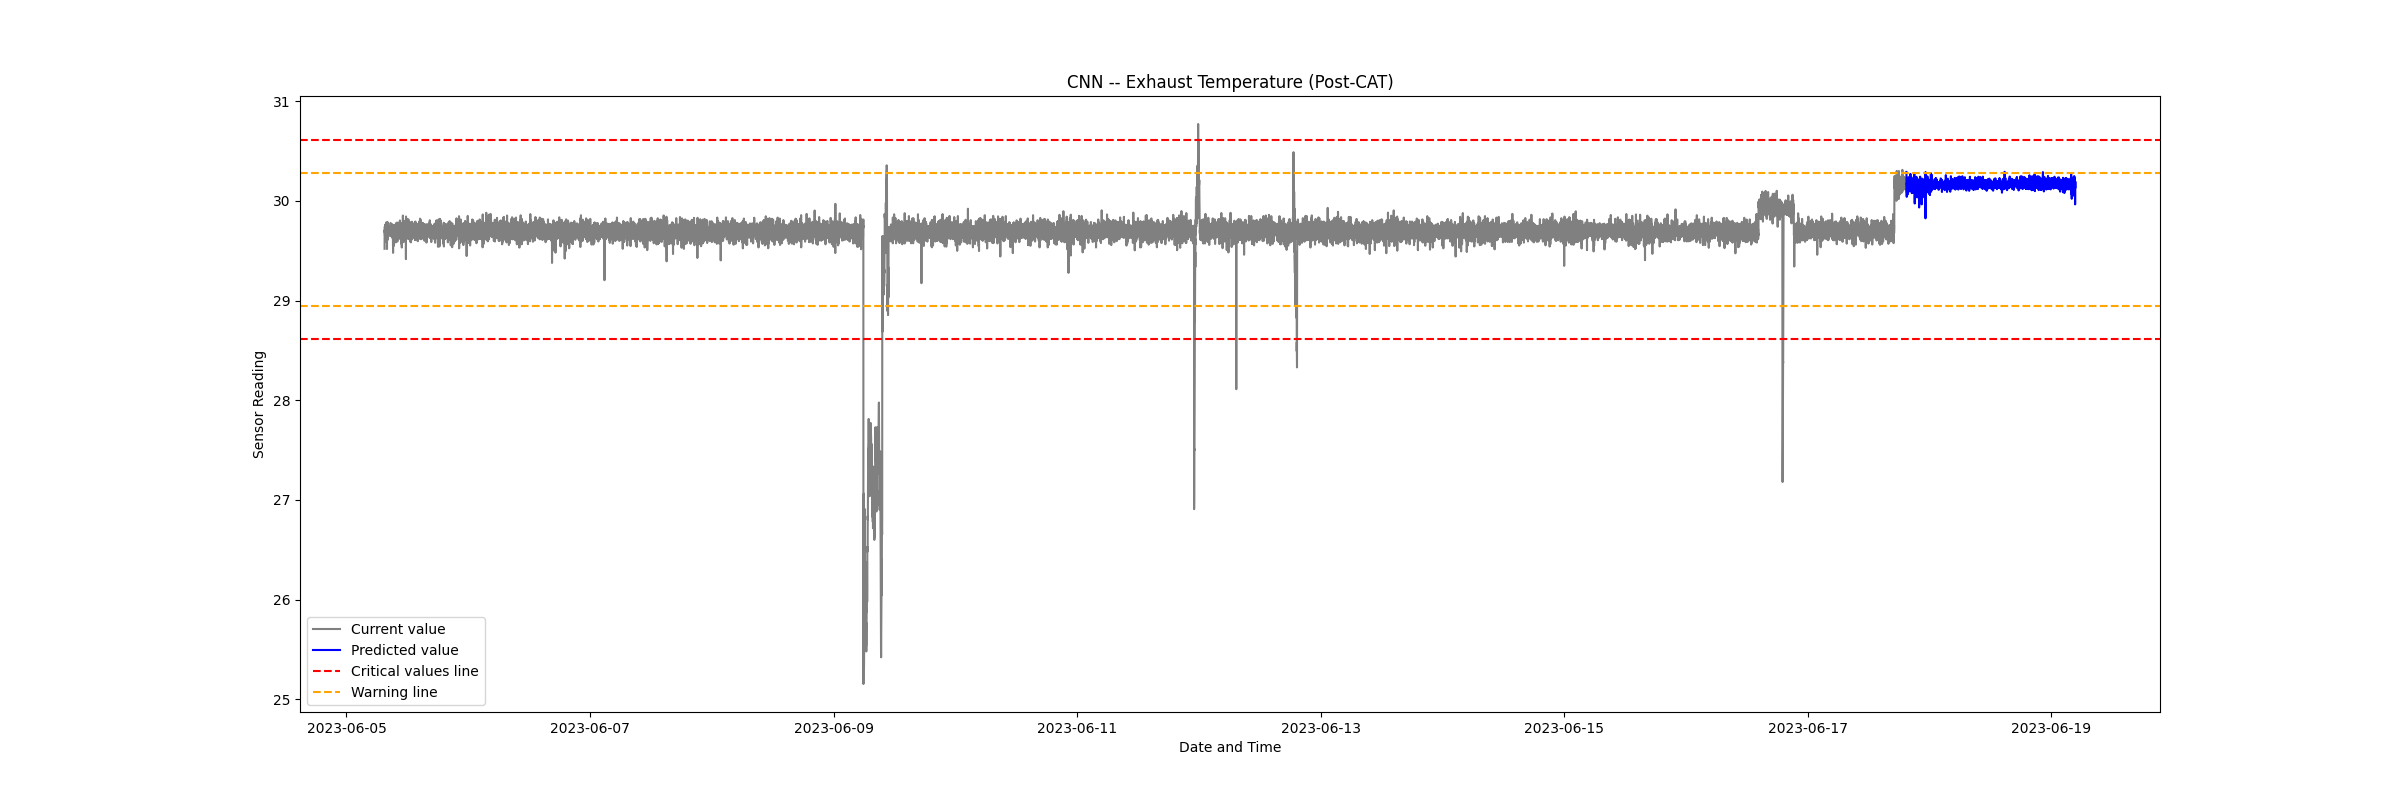 CNN -- Exhaust Temperature (Post-CAT)
31
30
29
28
27
26
25
Sensor Reading
Current value
Predicted value
Critical values line
Warning line
2023-06-05 2023-06-07 2023-06-09 2023-06-11 2023-06-13 2023-06-15 2023-06-17 2023-06-19
Date and Time